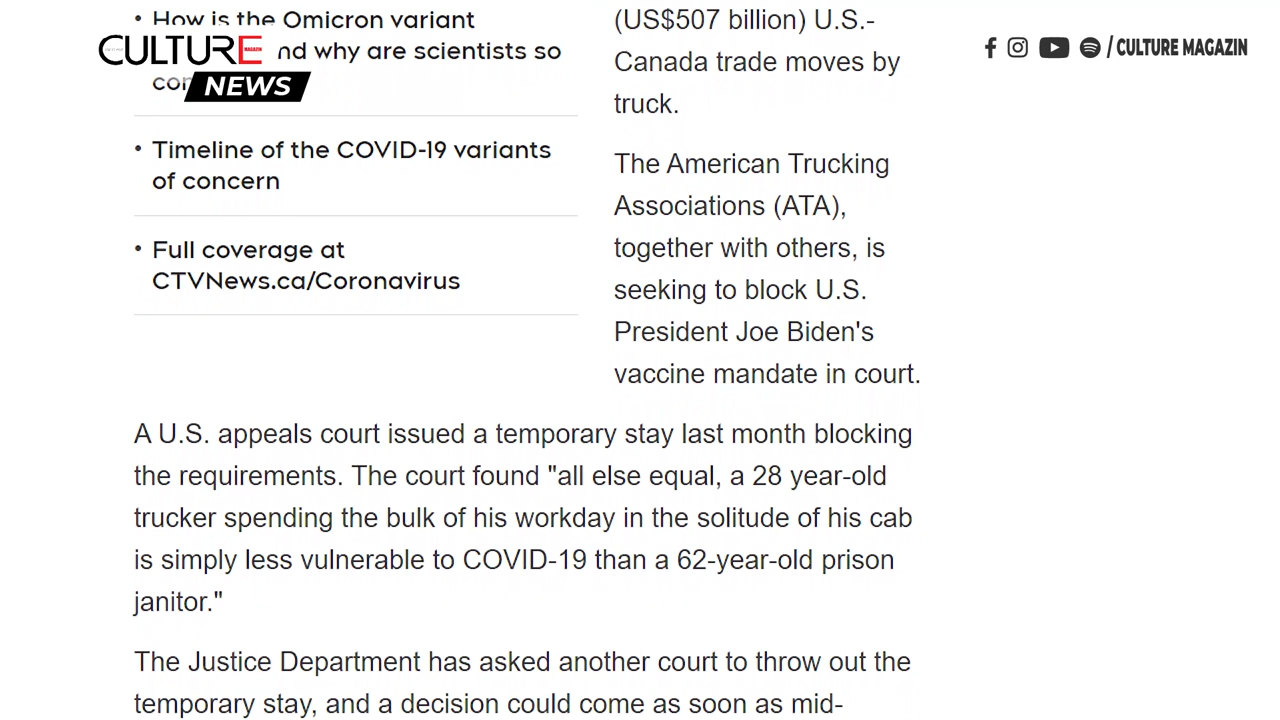 • How is the Omicron variant
nd why are scientists so
con
• Timeline of the COVID-19 variants
of concern
• Full coverage at
CTVNews.ca/Coronavirus
CULTURE
MAGAZIN
NEWS
/ CULTURE MAGAZIN
(US$507 billion) U.S.-
Canada trade moves by
truck.
The American Trucking
Associations (ATA),
together with others, is
seeking to block U.S.
President Joe Biden's
vaccine mandate in court.
A U.S. appeals court issued a temporary stay last month blocking
the requirements. The court found "all else equal, a 28 year-old
trucker spending the bulk of his workday in the solitude of his cab
is simply less vulnerable to COVID-19 than a 62-year-old prison
janitor."
The Justice Department has asked another court to throw out the
temporary stay, and a decision could come as soon as mid-